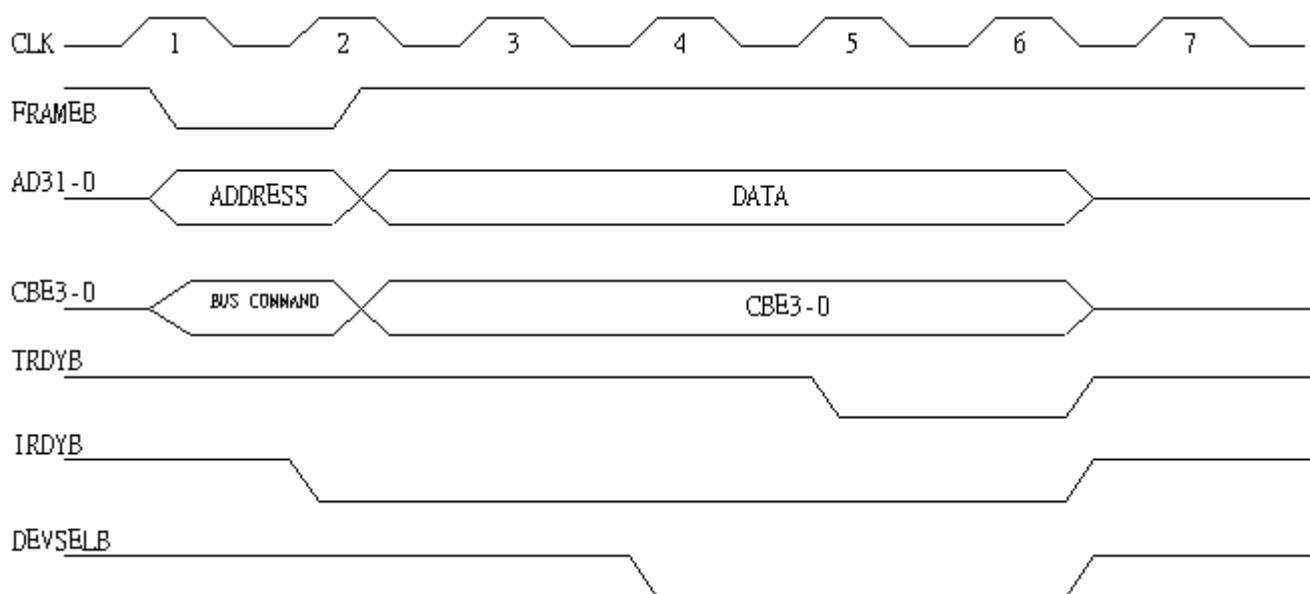 CLK 1 2 3 4 5 6 7
FRAMEB
AD31-0 ADDRESS DATA
CBE3-0 BUS COMMAND CBE3-0
TRDYB
IRDYB
DEVSELB